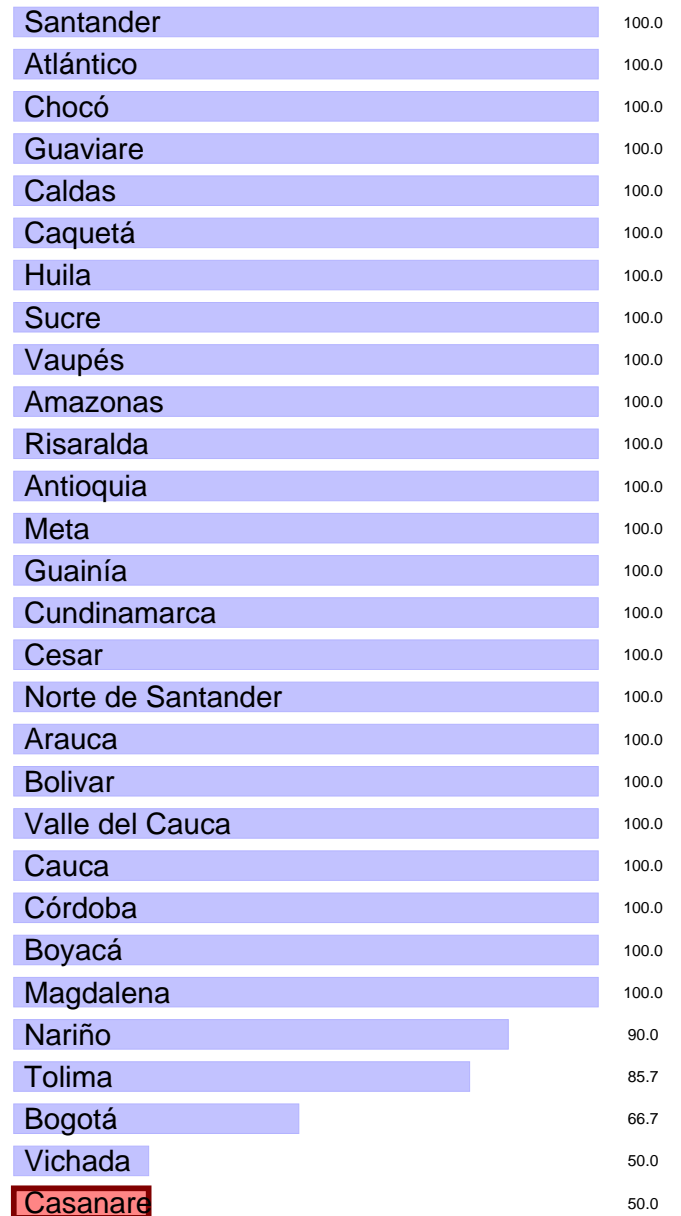 Santander 100.0
Atlántico 100.0
Chocó 100.0
Guaviare 100.0
Caldas 100.0
Caquetá 100.0
Huila 100.0
Sucre 100.0
Vaupés 100.0
Amazonas 100.0
Risaralda 100.0
Antioquia 100.0
Meta 100.0
Guainía 100.0
Cundinamarca 100.0
Cesar 100.0
Norte de Santander 100.0
Arauca 100.0
Bolivar 100.0
Valle del Cauca 100.0
Cauca 100.0
Córdoba 100.0
Boyacá 100.0
Magdalena 100.0
Nariño 90.0
Tolima 85.7
Bogotá 66.7
Vichada 50.0
Casanare 50.0